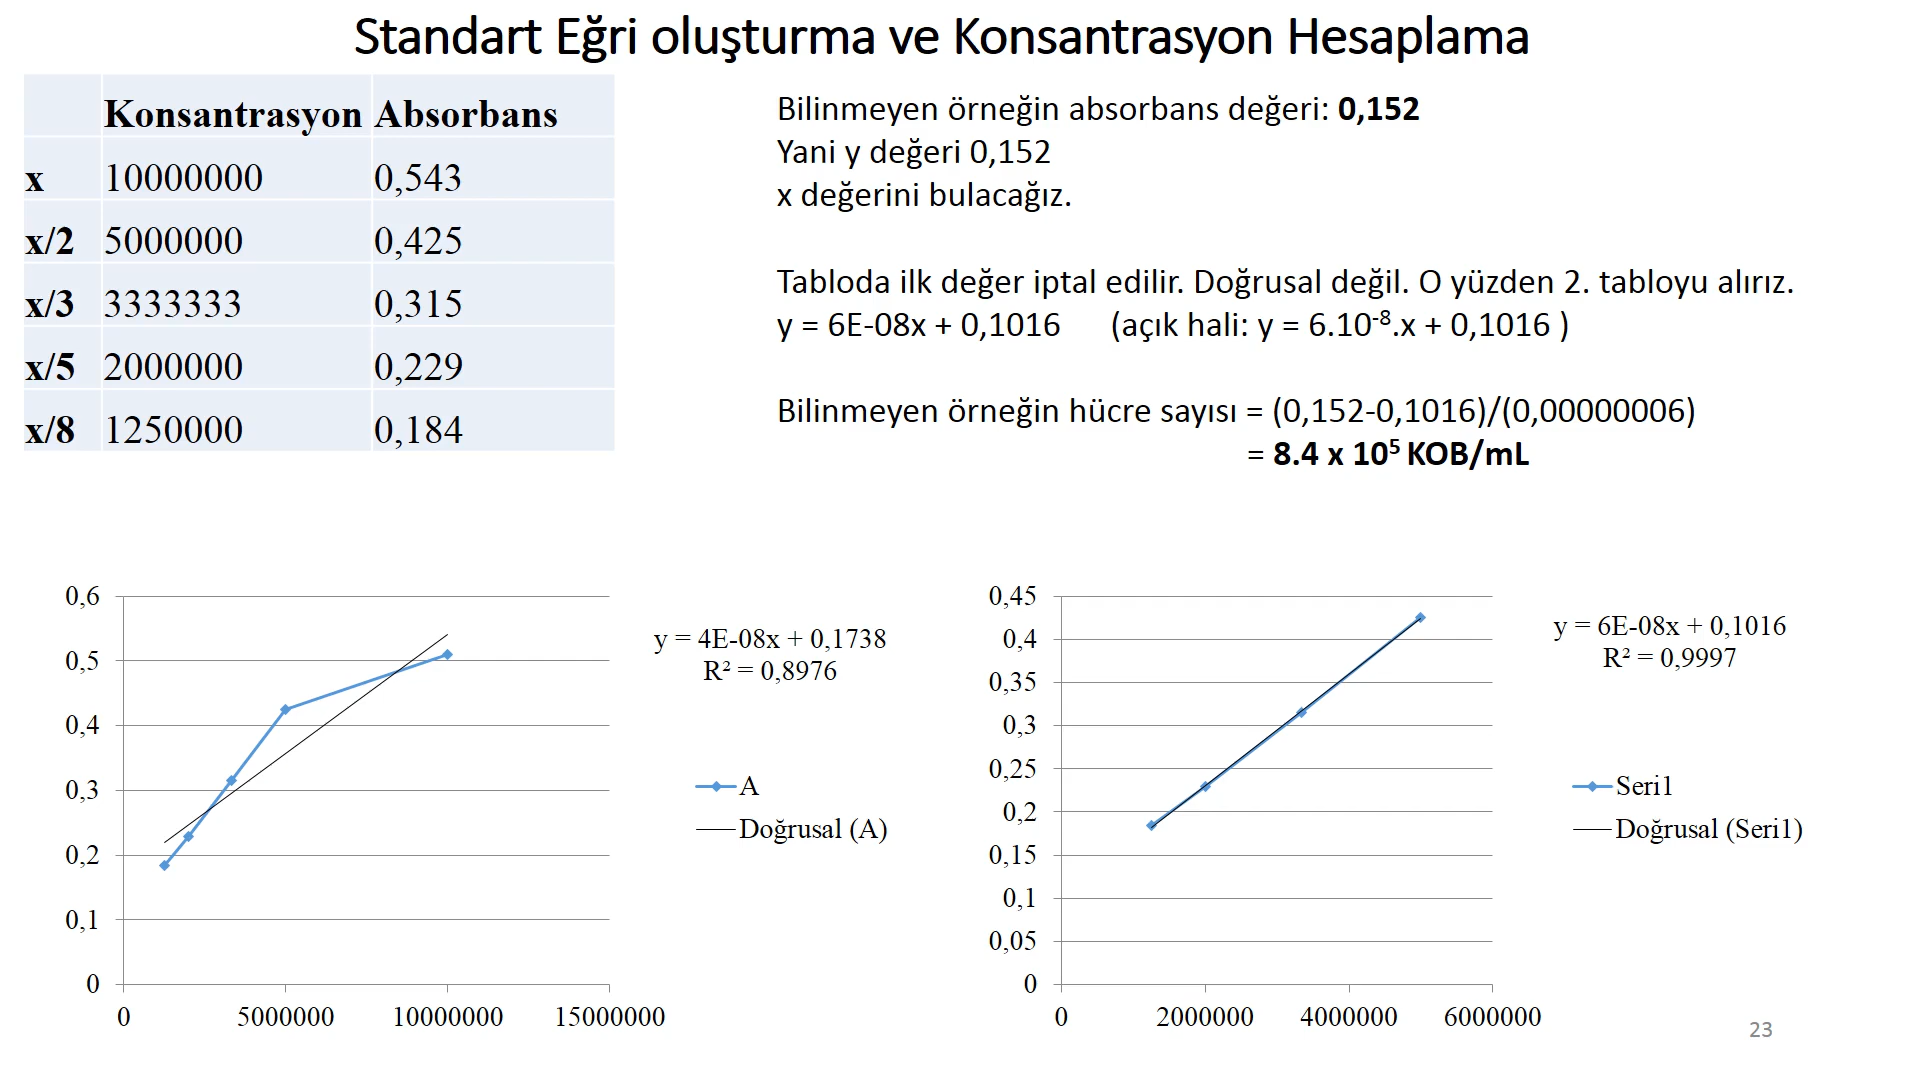 Standart Eğri oluşturma ve Konsantrasyon Hesaplama
Konsantrasyon Absorbans
x 10000000 0,543
x/2 5000000 0,425
x/3 3333333 0,315
x/5 2000000 0,229
x/8 1250000 0,184
Bilinmeyen örneğin absorbans değeri: 0,152
Yani y değeri 0,152
x değerini bulacağız.
Tabloda ilk değer iptal edilir. Doğrusal değil. O yüzden 2. tabloyu alırız.
y = 6E-08x + 0,1016 (açık hali: y = 6.10⁻⁸.x + 0,1016 )
Bilinmeyen örneğin hücre sayısı = (0,152-0,1016)/(0,00000006)
= 8.4 x 10⁵ KOB/mL
0,6
0,5
0,4
0,3
0,2
0,1
0
0 5000000 10000000 15000000
y = 4E-08x + 0,1738
R² = 0,8976
A
Doğrusal (A)
0,45
0,4
0,35
0,3
0,25
0,2
0,15
0,1
0,05
0
0 2000000 4000000 6000000
y = 6E-08x + 0,1016
R² = 0,9997
Seri1
Doğrusal (Seri1)
23